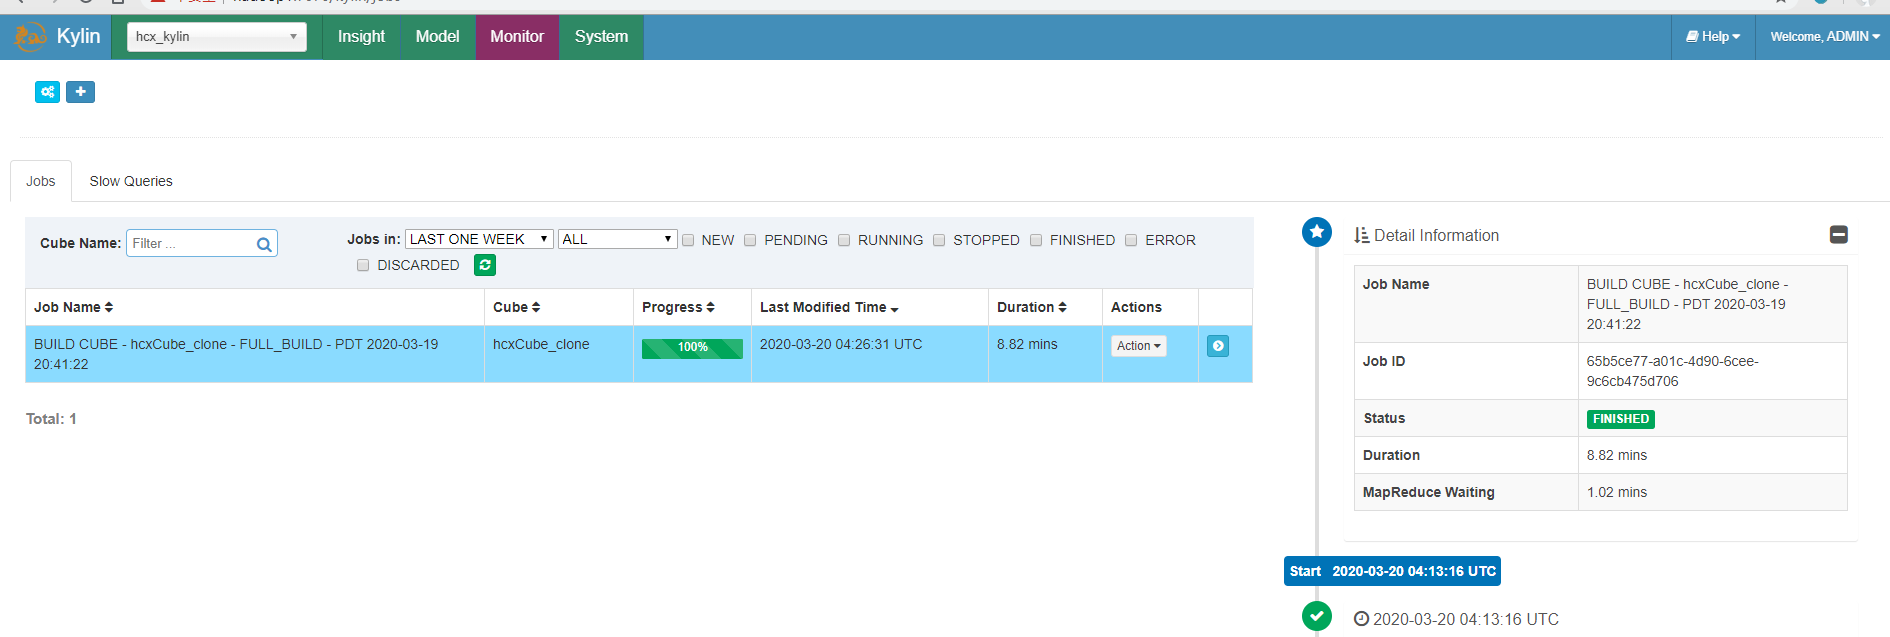 Kylin
hcx_kylin
Insight
Model
Monitor
System
Help
Welcome, ADMIN
Jobs
Slow Queries
Cube Name:
Filter ...
Jobs in:
LAST ONE WEEK
ALL
NEW
PENDING
RUNNING
STOPPED
FINISHED
ERROR
DISCARDED
Job Name
Cube
Progress
Last Modified Time
Duration
Actions
BUILD CUBE - hcxCube_clone - FULL_BUILD - PDT 2020-03-19
20:41:22
hcxCube_clone
100%
2020-03-20 04:26:31 UTC
8.82 mins
Action
Total: 1
Detail Information
Job Name
BUILD CUBE - hcxCube_clone -
FULL_BUILD - PDT 2020-03-19
20:41:22
Job ID
65b5ce77-a01c-4d90-6cee-
9c6cb475d706
Status
FINISHED
Duration
8.82 mins
MapReduce Waiting
1.02 mins
Start 2020-03-20 04:13:16 UTC
2020-03-20 04:13:16 UTC